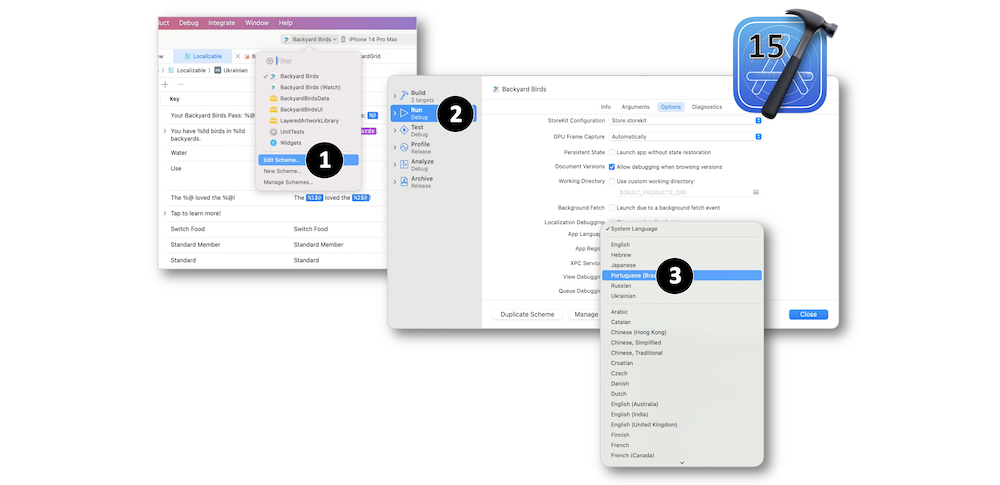 uct Debug Integrate Window Help
Backyard Birds
iPhone 14 Pro Max
Localizable
Localizable
Ukrainian
Key
Your Backyard Pass: %@
%@
You have %lld birds in %lld
backyards.
Water
Use
The %@ loved the %@!
The %1$@ loved the %2$@!
Tap to learn more!
Switch Food
Switch Food
Standard Member
Standard Member
Standard
Standard
Filter
Backyard Birds
Backyard Birds (Watch)
BackyardBirdsData
BackyardBirdsUI
LayeredArtworkLibrary
UnitTests
Widgets
Edit Scheme...
New Scheme...
Manage Schemes...
1
Build
2 targets
Run
Debug
Test
Debug
Profile
Release
Analyze
Debug
Archive
Release
2
Backyard Birds
Info Arguments Options Diagnostics
StoreKit Configuration Store.storekit
GPU Frame Capture Automatically
Persistent State Launch app without state restoration
Document Versions Allow debugging when browsing versions
Working Directory Use custom working directory:
$(BUILT_PRODUCTS_DIR)
Background Fetch Launch due to a background fetch event
Localization Debugging
App Langua
App Regio
XPC Servic
View Debuggin
Queue Debuggin
Duplicate Scheme
Manage
Close
System Language
English
Hebrew
Japanese
Portuguese (Braz
Russian
Ukrainian
Arabic
Catalan
Chinese (Hong Kong)
Chinese, Simplified
Chinese, Traditional
Croatian
Czech
Danish
Dutch
English (Australia)
English (India)
English (United Kingdom)
Finnish
French
French (Canada)
3
15